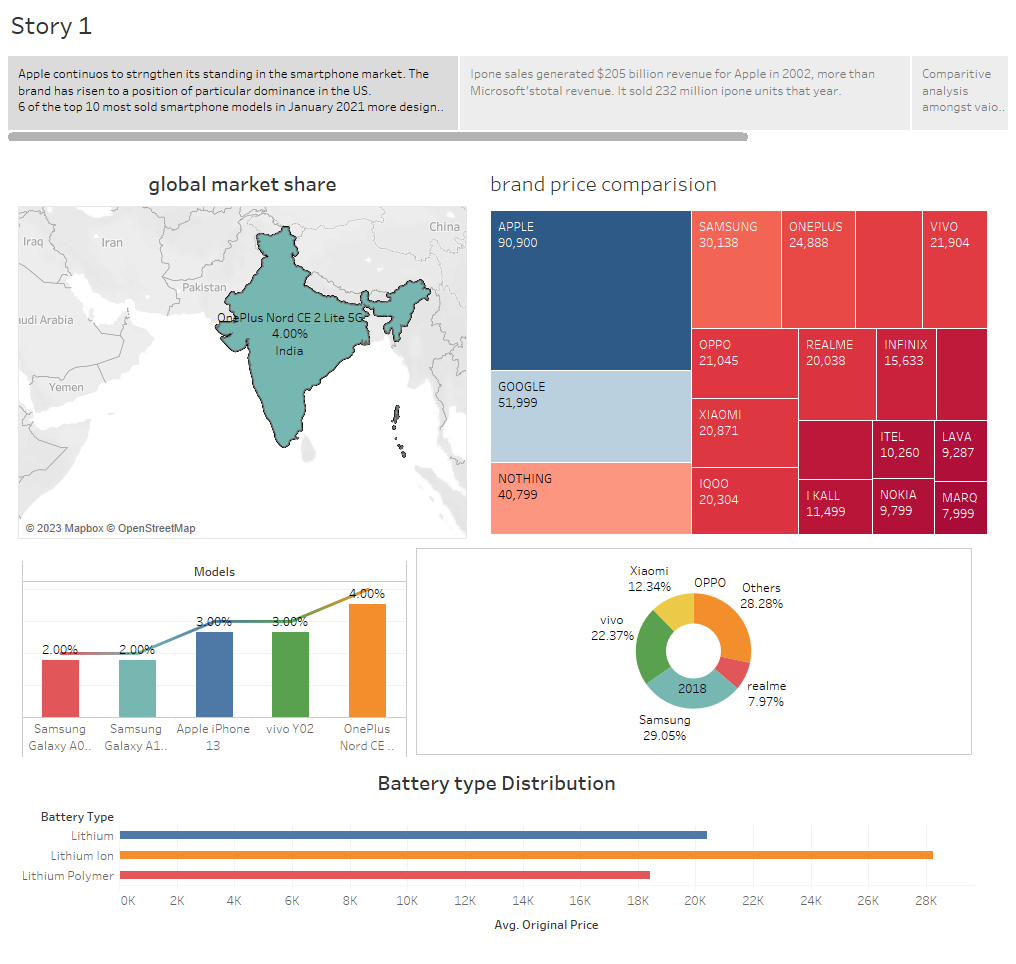 Story 1
Apple continuos to strngthen its standing in the smartphone market. The
brand has risen to a position of particular dominance in the US.
6 of the top 10 most sold smartphone models in January 2021 more design..
Ipone sales generated $205 billion revenue for Apple in 2002, more than
Microsoft'stotal revenue. It sold 232 million ipone units that year.
Comparitive
analysis
amongst vaio..
global market share
China
Iraq
Iran
Pakistan
udi Arabia
Yemen
OnePlus Nord CE 2 Lite 5G
4.00%
India
© 2023 Mapbox © OpenStreetMap
brand price comparision
APPLE
90,900
GOOGLE
51,999
NOTHING
40,799
SAMSUNG
30,138
ONEPLUS
24,888
VIVO
21,904
OPPO
21,045
REALME
20,038
INFINIX
15,633
XIAOMI
20,871
IQOO
20,304
I KALL
11,499
ITEL
10,260
LAVA
9,287
NOKIA
9,799
MARQ
7,999
Models
2.00%
2.00%
3.00%
3.00%
4.00%
Samsung
Galaxy A0..
Samsung
Galaxy A1..
Apple iPhone
13
vivo Y02
OnePlus
Nord CE ..
Xiaomi
12.34%
OPPO
Others
28.28%
vivo
22.37%
2018
realme
7.97%
Samsung
29.05%
Battery type Distribution
Battery Type
Lithium
Lithium Ion
Lithium Polymer
0K 2K 4K 6K 8K 10K 12K 14K 16K 18K 20K 22K 24K 26K 28K
Avg. Original Price